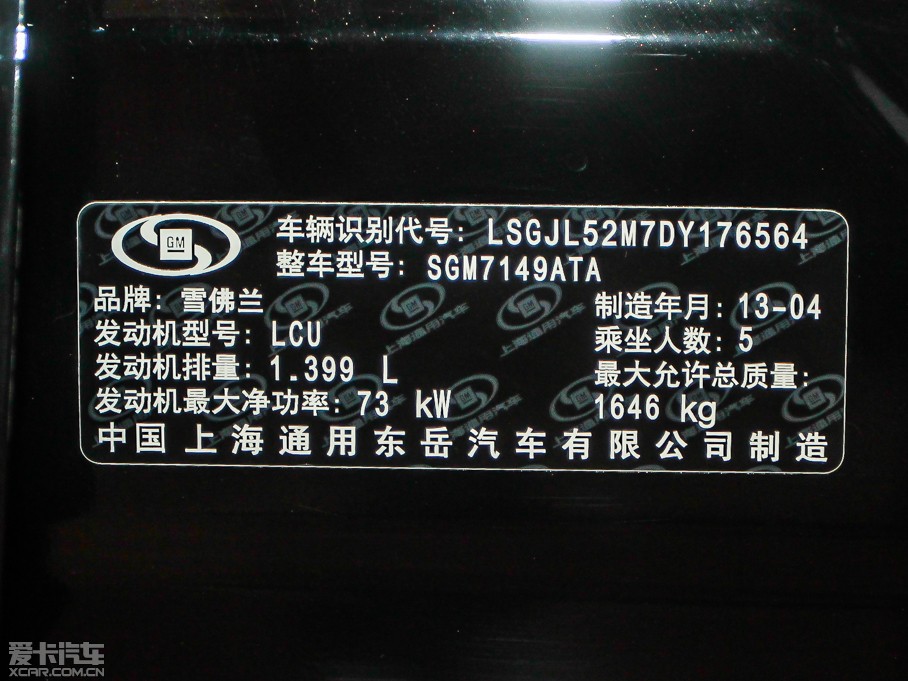 GM
车辆识别代号: LSGJL52M7DY176564
整车型号: SGM7149ATA
品牌: 雪佛兰
制造年月: 13-04
发动机型号: LCU
乘坐人数: 5
发动机排量: 1.399 L
最大允许总质量:
1646 kg
发动机最大净功率: 73 kW
中国上海通用东岳汽车有限公司制造
爱卡汽车
XCAR.COM.CN